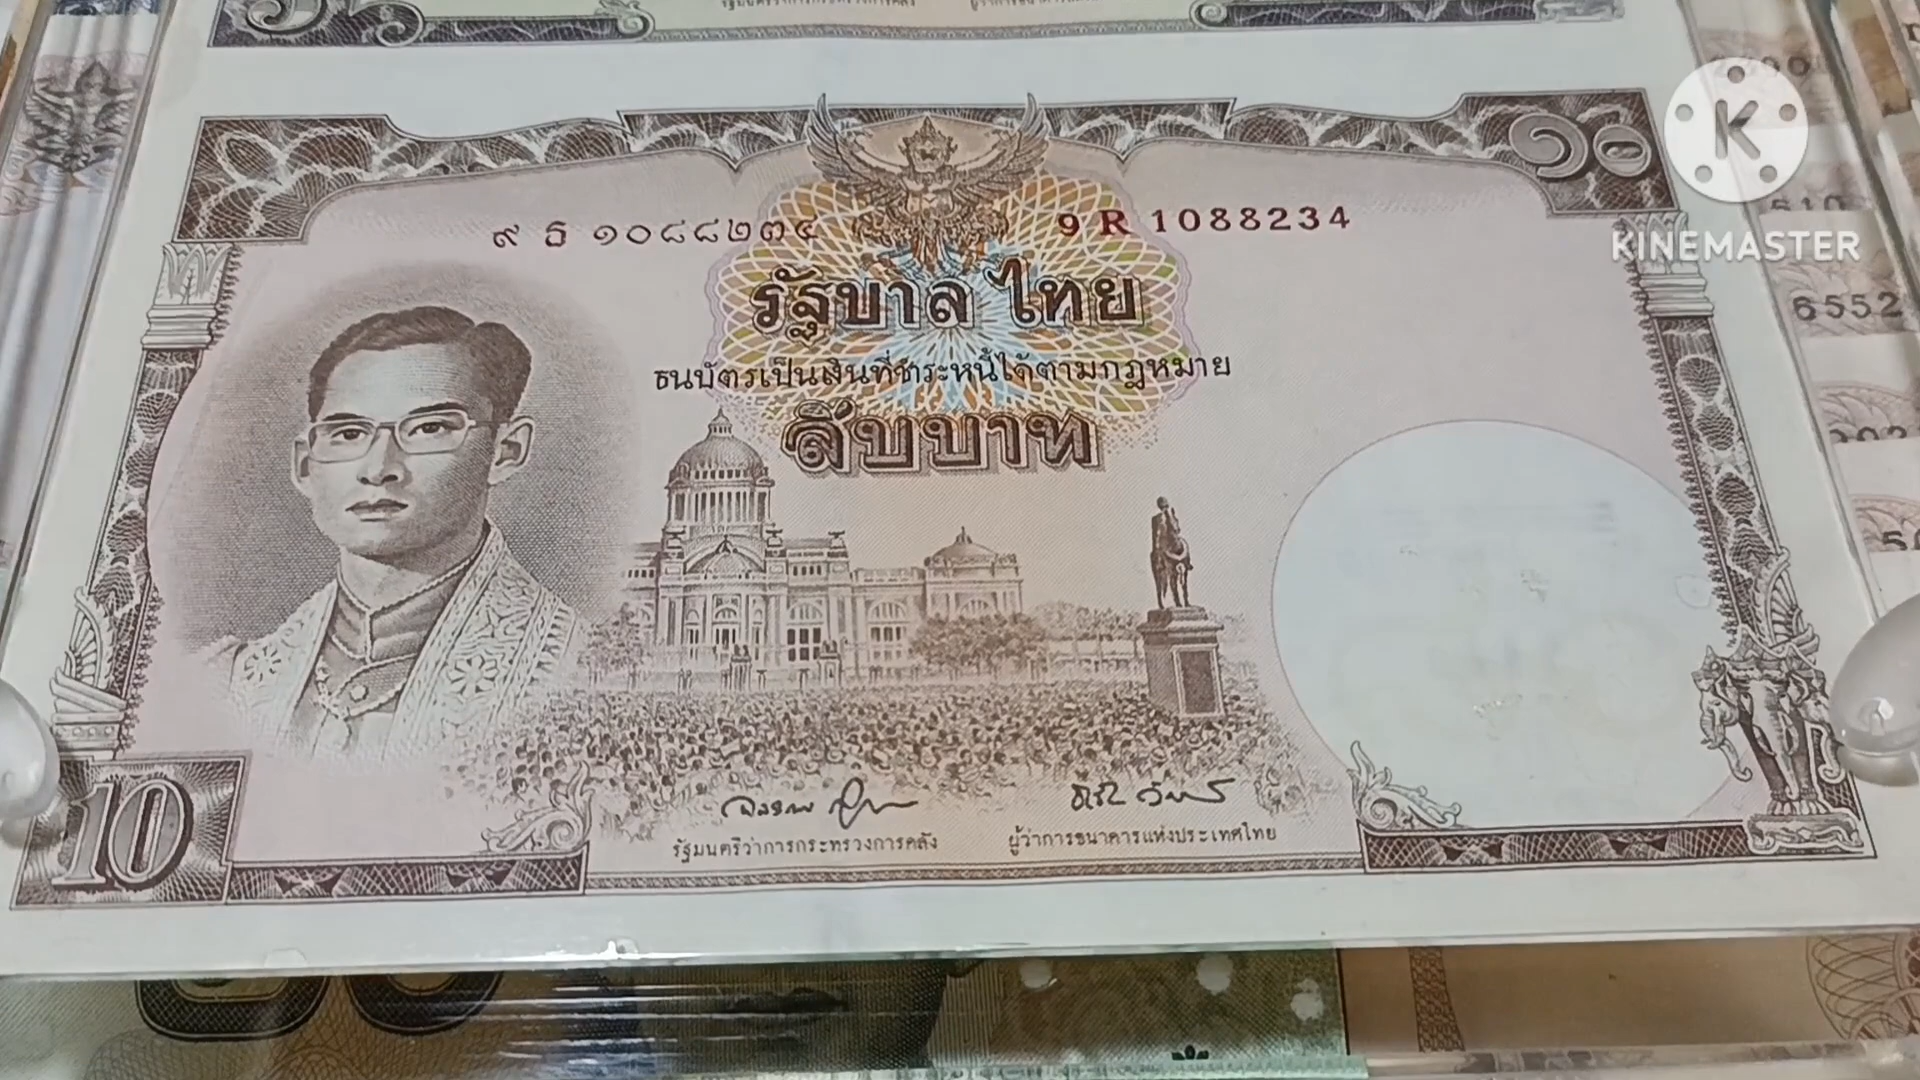 ๑๐
K
KINEMASTER
๙ ธ ๑๐๘๘๒๓๔
9 R 1088234
รัฐบาลไทย
ธนบัตรเป็นเงินที่ชำระหนี้ได้ตามกฎหมาย
สิบบาท
รัฐมนตรีว่าการกระทรวงการคลัง
ผู้ว่าการธนาคารแห่งประเทศไทย
10
6552